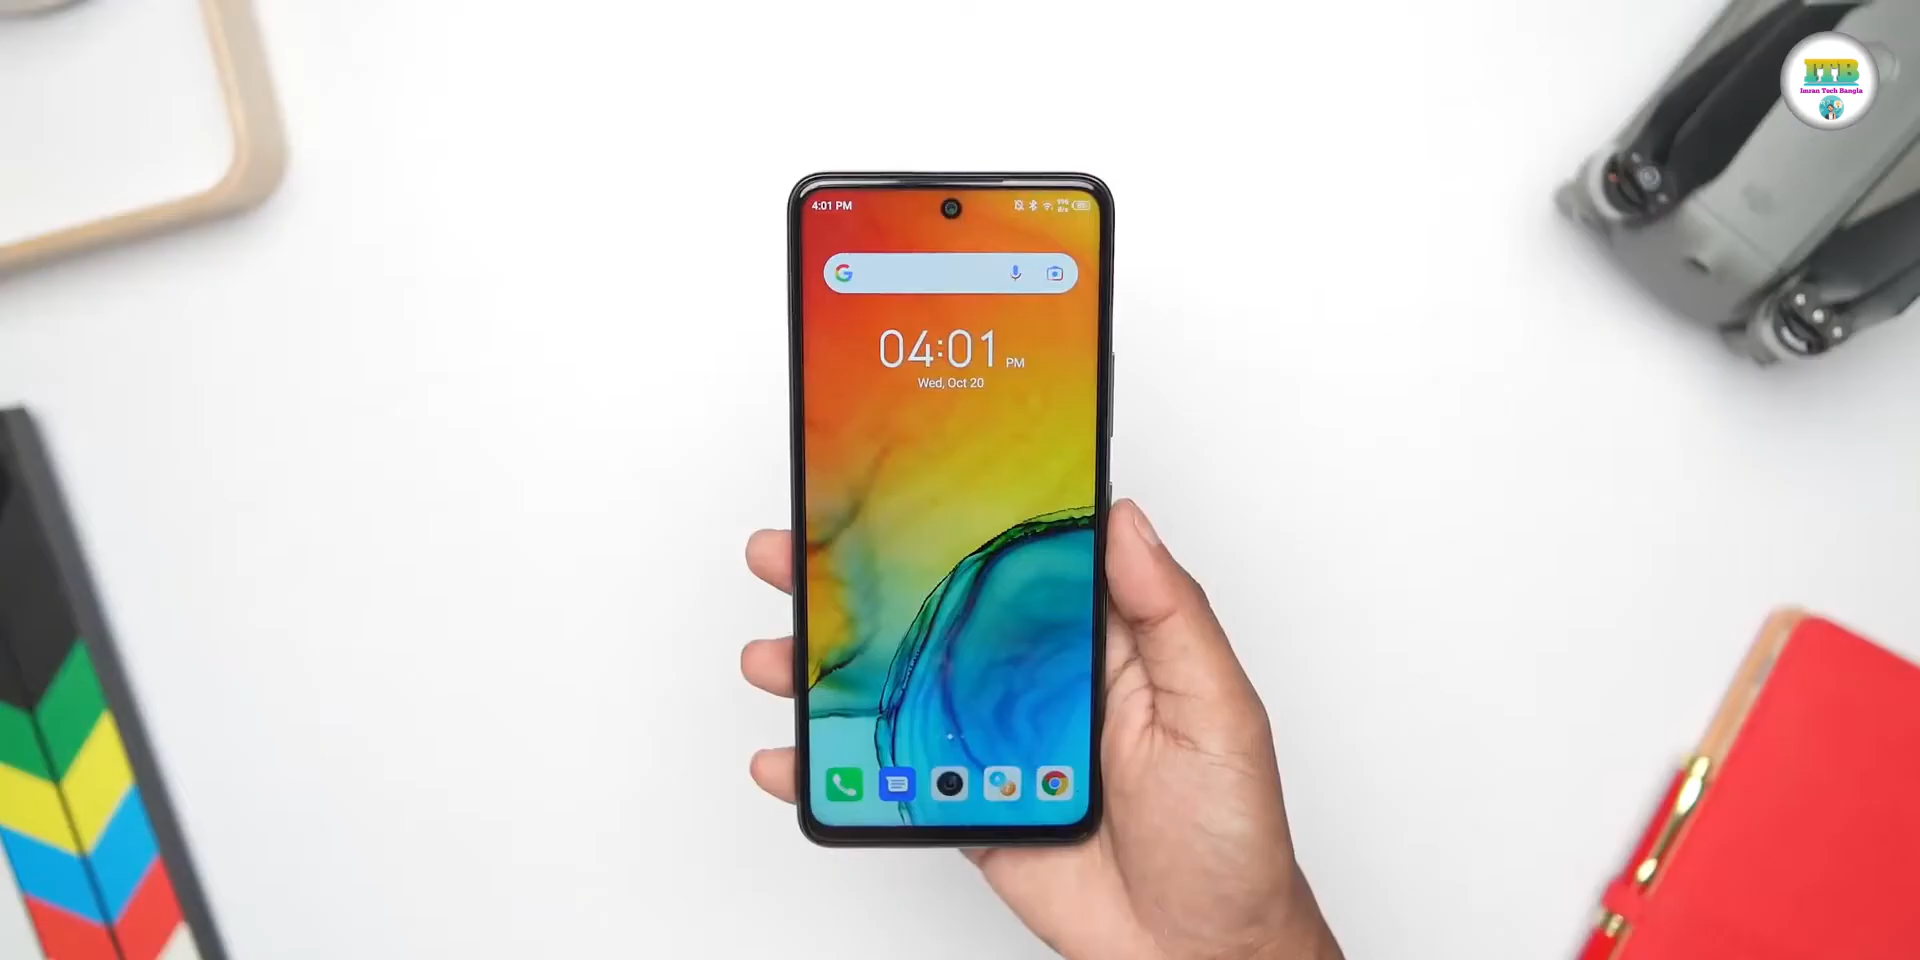 ITB
Imran Tech Bangla
4:01 PM
04:01 PM
Wed, Oct 20